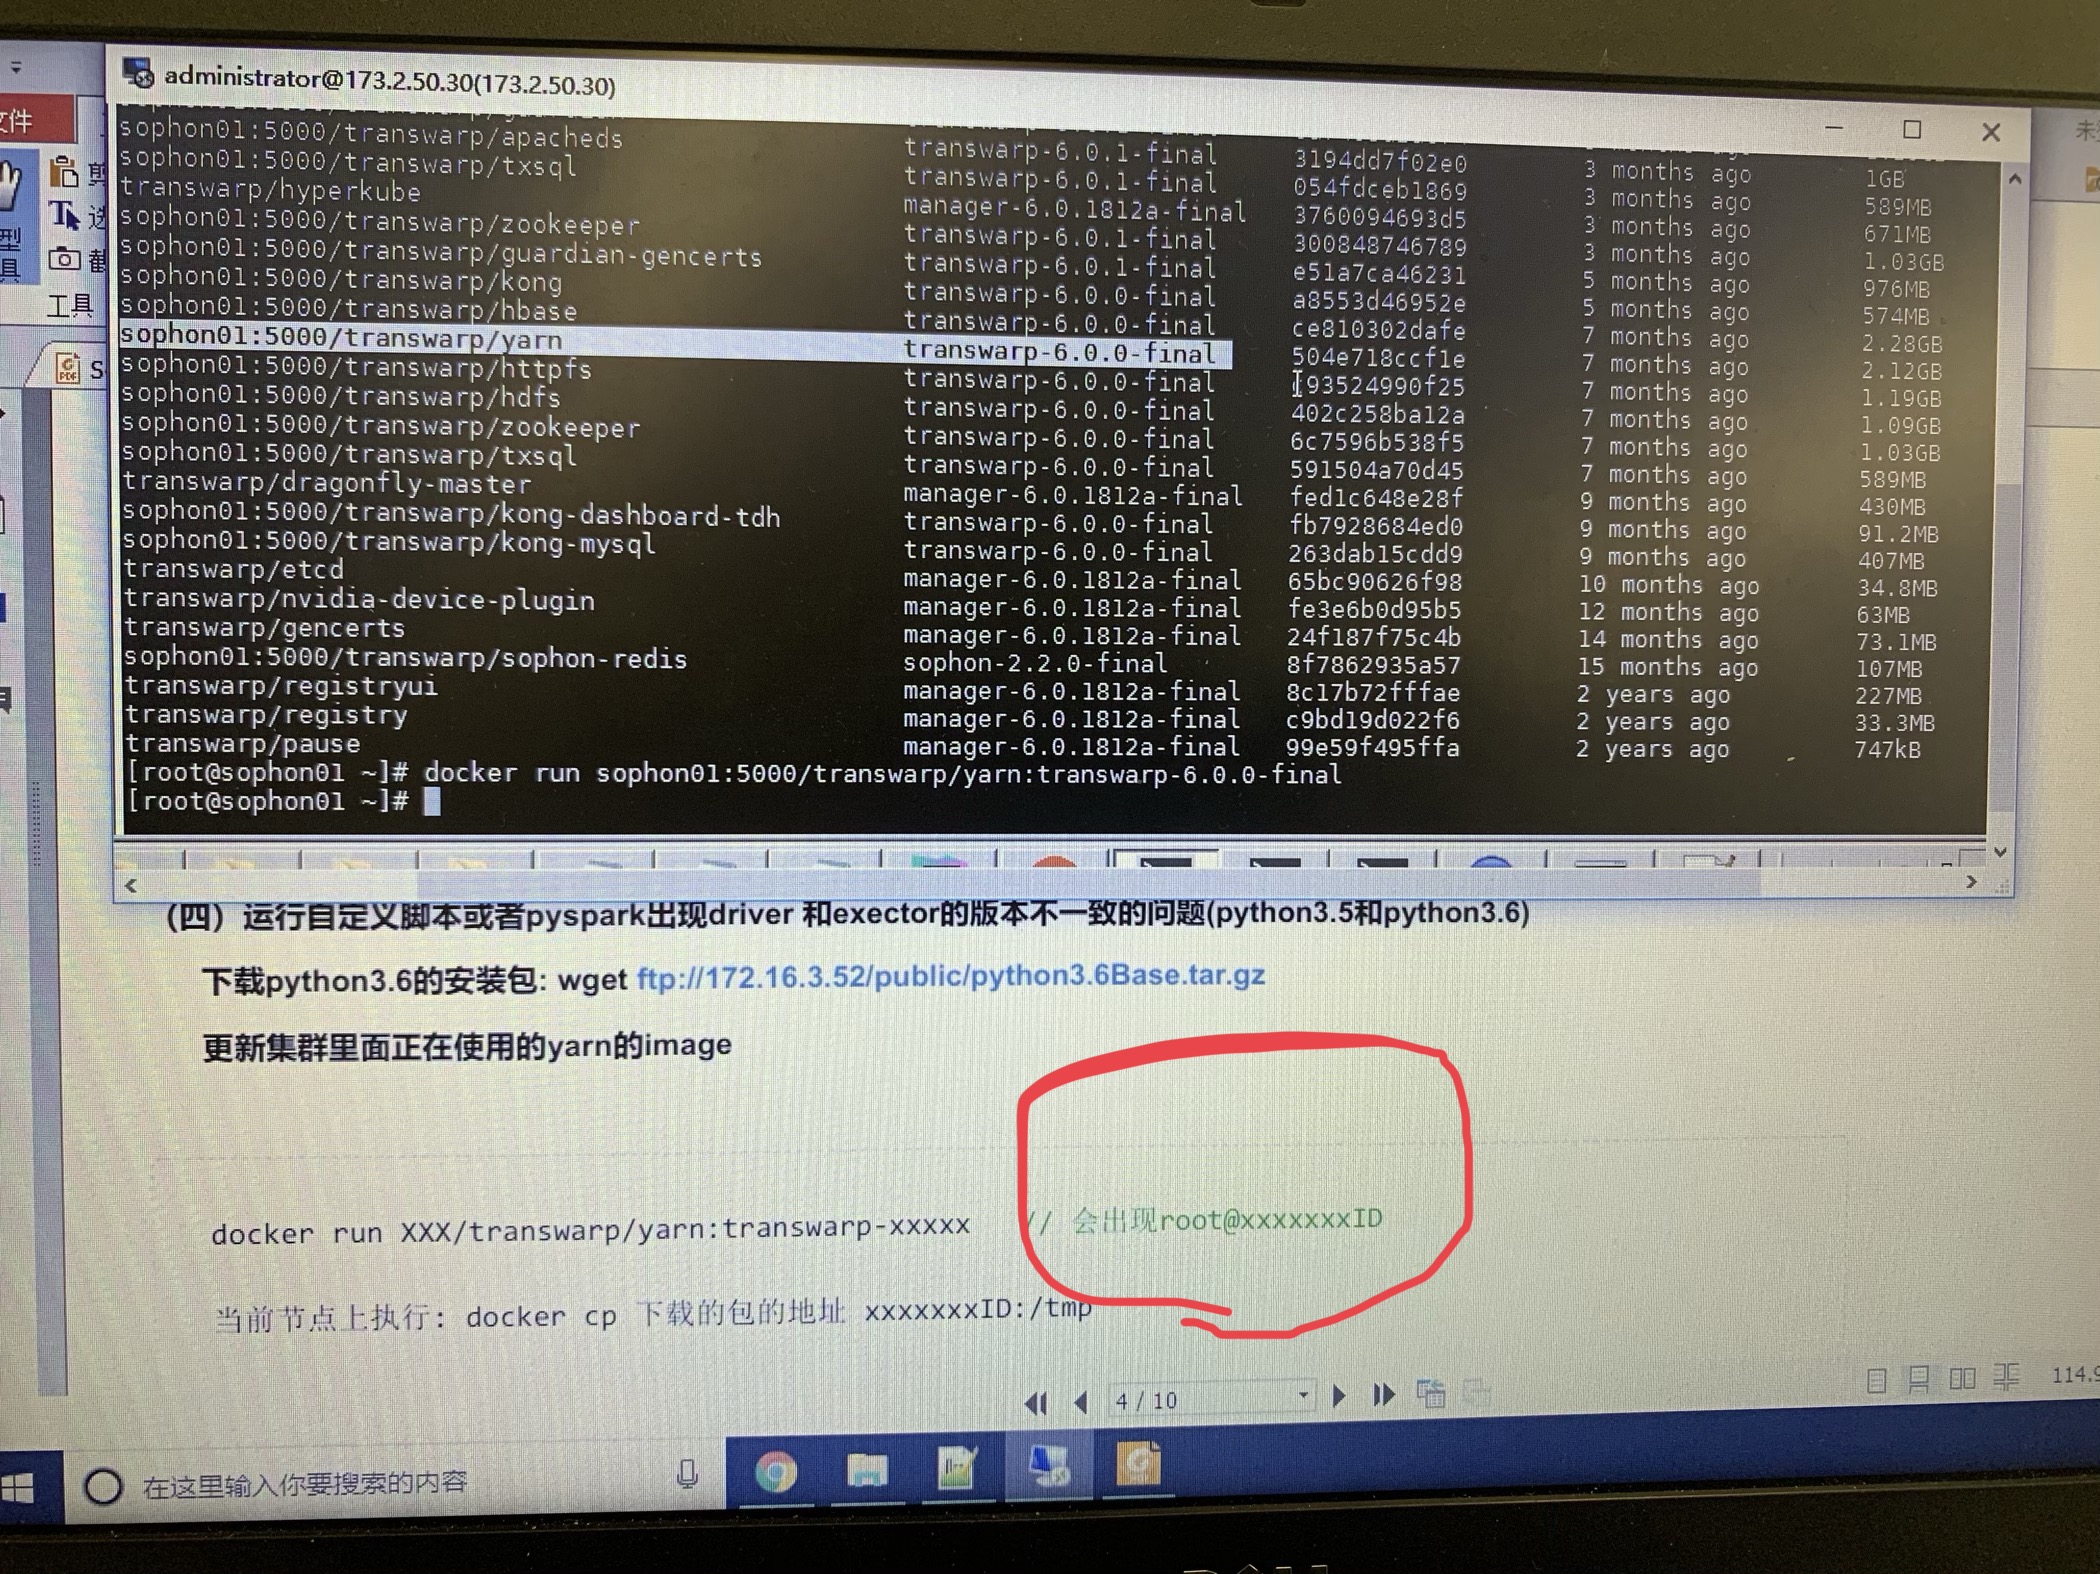 administrator@173.2.50.30(173.2.50.30)
文件
sophon01:5000/transwarp/apacheds transwarp-6.0.1-final 3194dd7f02e0 3 months ago 1GB
sophon01:5000/transwarp/txsql transwarp-6.0.1-final 054fdceb1869 3 months ago 589MB
transwarp/hyperkube manager-6.0.1812a-final 3760094693d5 3 months ago 671MB
sophon01:5000/transwarp/zookeeper transwarp-6.0.1-final 300848746789 3 months ago 1.03GB
sophon01:5000/transwarp/guardian-gencerts transwarp-6.0.1-final e51a7ca46231 5 months ago 976MB
sophon01:5000/transwarp/kong transwarp-6.0.0-final a8553d46952e 5 months ago 574MB
sophon01:5000/transwarp/hbase transwarp-6.0.0-final ce810302dafe 7 months ago 2.28GB
sophon01:5000/transwarp/yarn transwarp-6.0.0-final 504e718ccf1e 7 months ago 2.12GB
sophon01:5000/transwarp/httpfs transwarp-6.0.0-final 93524990f25 7 months ago 1.19GB
sophon01:5000/transwarp/hdfs transwarp-6.0.0-final 402c258ba12a 7 months ago 1.09GB
sophon01:5000/transwarp/zookeeper transwarp-6.0.0-final 6c7596b538f5 7 months ago 1.03GB
sophon01:5000/transwarp/txsql transwarp-6.0.0-final 591504a70d45 7 months ago 589MB
transwarp/dragonfly-master manager-6.0.1812a-final fed1c648e28f 9 months ago 430MB
sophon01:5000/transwarp/kong-dashboard-tdh transwarp-6.0.0-final fb7928684ed0 9 months ago 91.2MB
sophon01:5000/transwarp/kong-mysql transwarp-6.0.0-final 263dab15cdd9 9 months ago 407MB
transwarp/etcd manager-6.0.1812a-final 65bc90626f98 10 months ago 34.8MB
transwarp/nvidia-device-plugin manager-6.0.1812a-final fe3e6b0d95b5 12 months ago 63MB
transwarp/gencerts manager-6.0.1812a-final 24f187f75c4b 14 months ago 73.1MB
sophon01:5000/transwarp/sophon-redis sophon-2.2.0-final 8f7862935a57 15 months ago 107MB
transwarp/registryui manager-6.0.1812a-final 8c17b72fffae 2 years ago 227MB
transwarp/registry manager-6.0.1812a-final c9bd19d022f6 2 years ago 33.3MB
transwarp/pause manager-6.0.1812a-final 99e59f495ffa 2 years ago 747kB
[root@sophon01 ~]# docker run sophon01:5000/transwarp/yarn:transwarp-6.0.0-final
[root@sophon01 ~]#
工具
(四) 运行自定义脚本或者pyspark出现driver 和exector的版本不一致的问题(python3.5和python3.6)
下载python3.6的安装包: wget ftp://172.16.3.52/public/python3.6Base.tar.gz
更新集群里面正在使用的yarn的image
docker run XXX/transwarp/yarn:transwarp-xxxxx // 会出现root@xxxxxxxID
当前节点上执行: docker cp 下载的包的地址 xxxxxxxID:/tmp
4 / 10
在这里输入你要搜索的内容